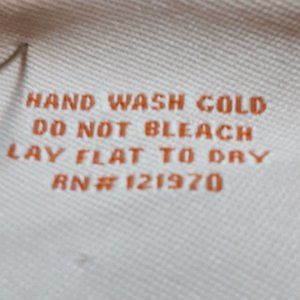 HAND WASH COLD
DO NOT BLEACH
LAY FLAT TO DRY
RN# 121970